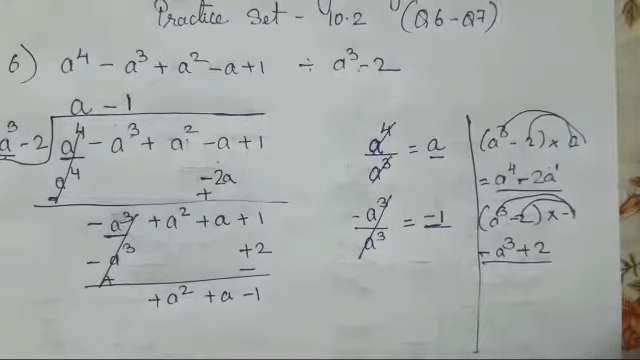 Practice Set - 10.2 (Q6-Q7)
6) a⁴ - a³ + a² - a + 1 ÷ a³ - 2
a - 1
a³ - 2 a⁴ - a³ + a² - a + 1
a⁴ - 2a
- +
- a³ + a² + a + 1
- a³ + 2
+ -
+ a² + a - 1
a⁴/a³ = a
-a³/a³ = -1
(a³ - 2) × a
= a⁴ - 2a
(a³ - 2) × -1
- a³ + 2